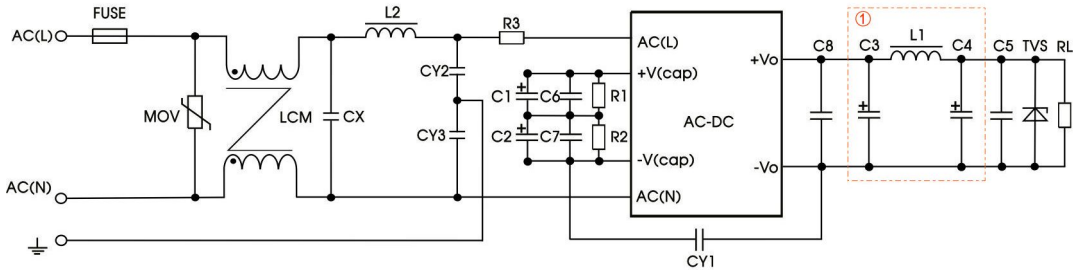 FUSE
L2
R3
①
L1
AC(L)
AC(L)
C8
C3
C4
C5
TVS
RL
+Vo
CY2
+V(cap)
C1
C6
R1
MOV
LCM
CX
AC-DC
CY3
C2
C7
R2
-V(cap)
-Vo
AC(N)
AC(N)
CY1